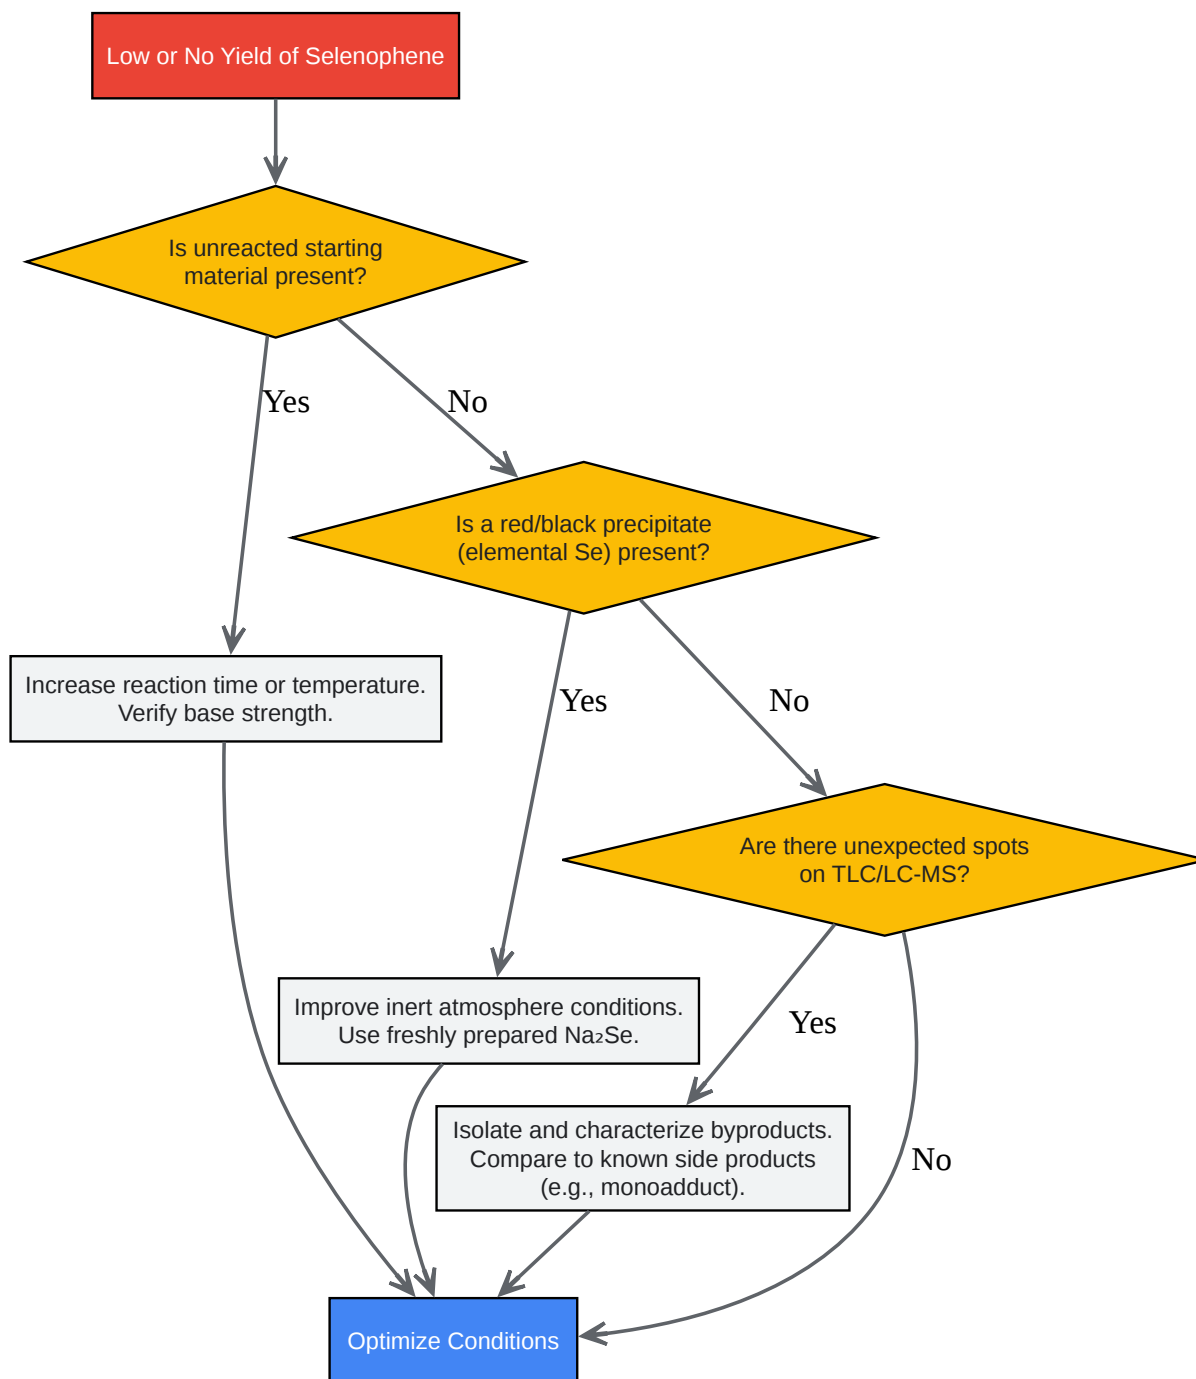 Low or No Yield of Selenophene
Is unreacted starting
material present?
Yes
No
Is a red/black precipitate
(elemental Se) present?
Increase reaction time or temperature.
Verify base strength.
Yes
No
Are there unexpected spots
on TLC/LC-MS?
Improve inert atmosphere conditions.
Use freshly prepared Na₂Se.
Yes
Isolate and characterize byproducts.
Compare to known side products
(e.g., monoadduct).
No
Optimize Conditions